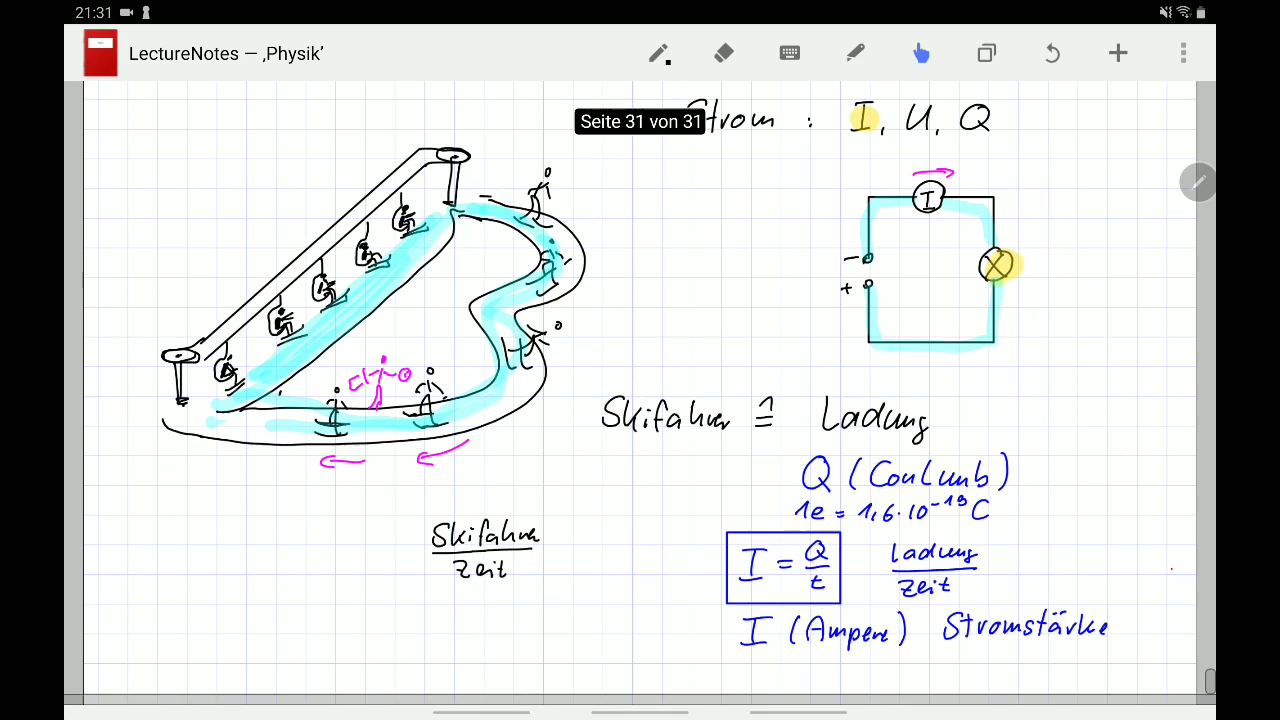 21:31
LectureNotes — ‚Physik’
Seite 31 von 31
Strom : I, U, Q
I
−
+
Skifahrer ≙ Ladung
Q (Coulumb)
1e = 1,6·10⁻¹⁹ C
Skifahrer
Zeit
I = Q
t
Ladung
Zeit
I (Ampere) Stromstärke